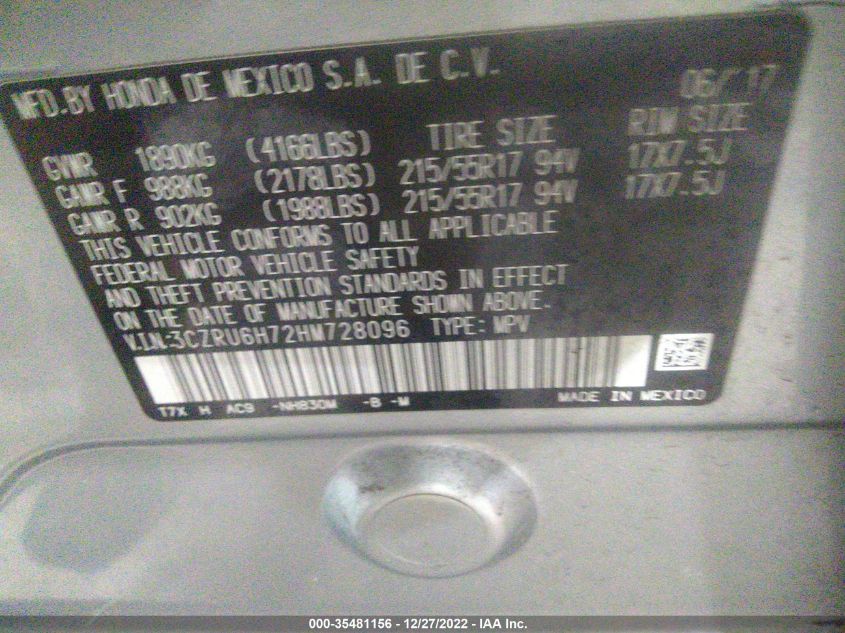 MFD.BY HONDA DE MEXICO S.A. DE C.V. 06/17
TIRE SIZE RIM SIZE
GVWR 1890KG (4166LBS)
GAWR F 988KG (2178LBS) 215/55R17 94V 17X7.5J
GAWR R 902KG (1988LBS) 215/55R17 94V 17X7.5J
THIS VEHICLE CONFORMS TO ALL APPLICABLE
FEDERAL MOTOR VEHICLE SAFETY
AND THEFT PREVENTION STANDARDS IN EFFECT
ON THE DATE OF MANUFACTURE SHOWN ABOVE.
V.I.N:3CZRU6H72HM728096 TYPE: MPV
T7X H AC9 -NH830M -B -M MADE IN MEXICO
000-35481156 - 12/27/2022 - IAA Inc.